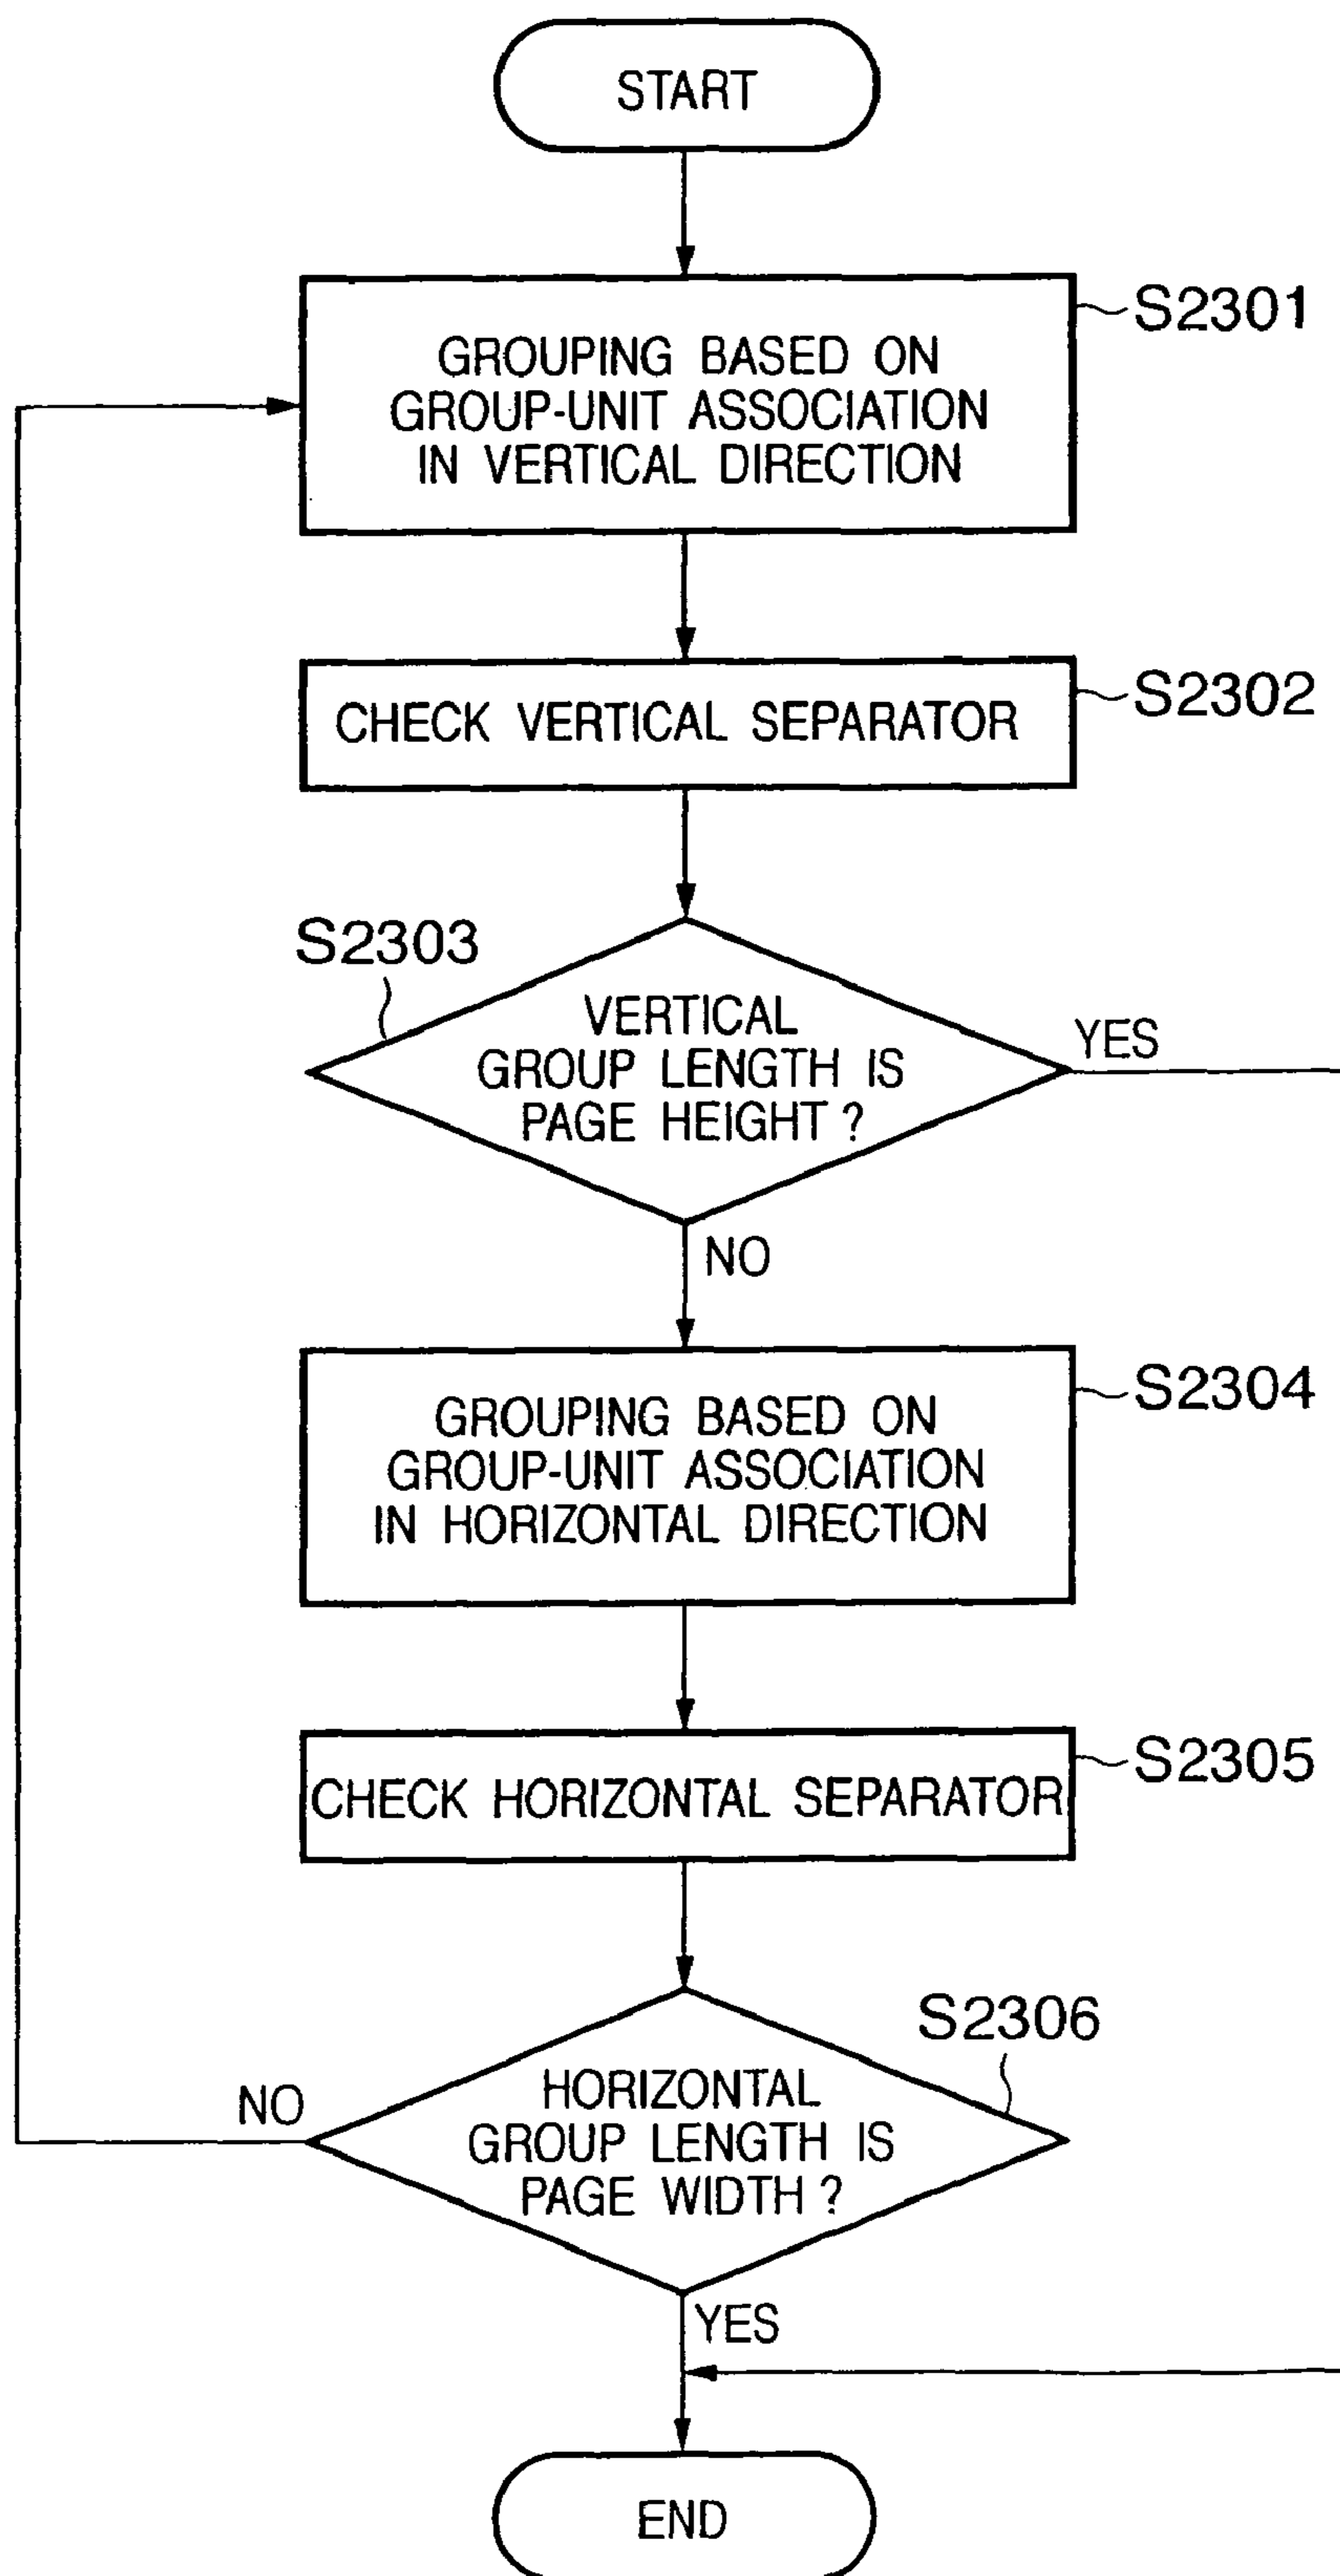 START
GROUPING BASED ON
GROUP-UNIT ASSOCIATION
IN VERTICAL DIRECTION
S2301
CHECK VERTICAL SEPARATOR
S2302
S2303
VERTICAL
GROUP LENGTH IS
PAGE HEIGHT?
YES
NO
GROUPING BASED ON
GROUP-UNIT ASSOCIATION
IN HORIZONTAL DIRECTION
S2304
CHECK HORIZONTAL SEPARATOR
S2305
S2306
HORIZONTAL
GROUP LENGTH IS
PAGE WIDTH?
NO
YES
END